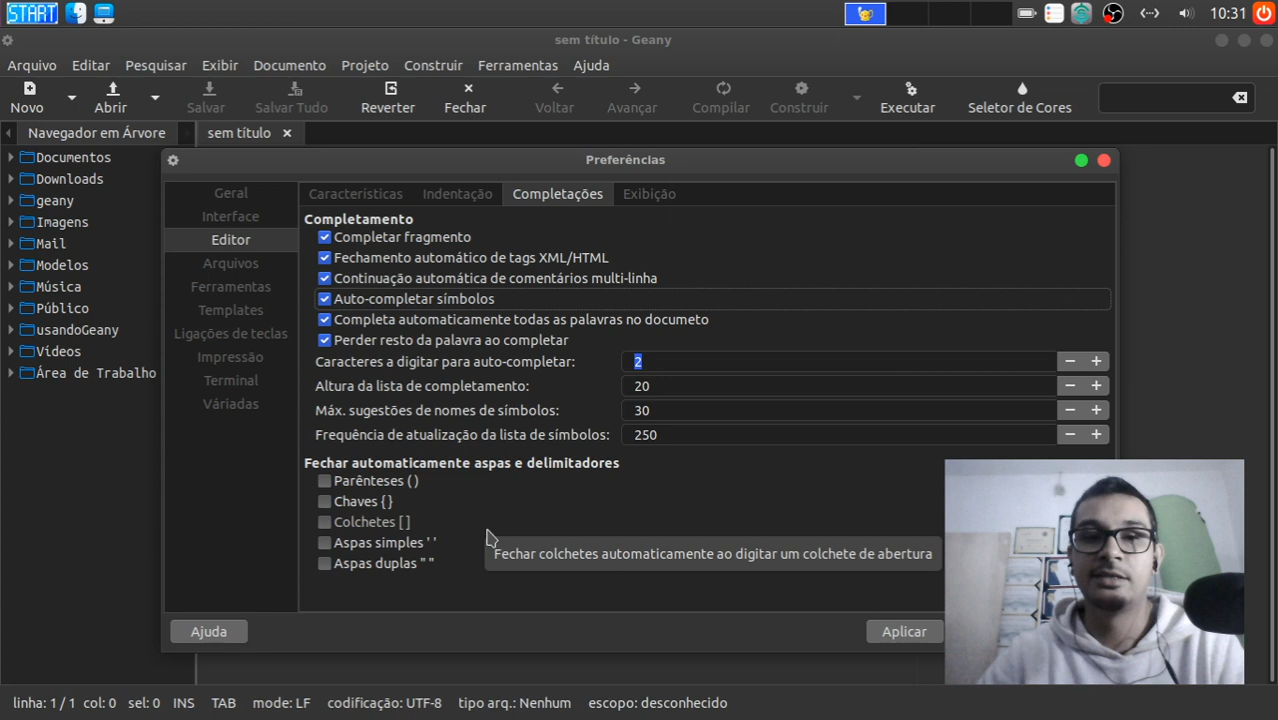 START 10:31
sem título - Geany
Arquivo Editar Pesquisar Exibir Documento Projeto Construir Ferramentas Ajuda
Novo Abrir Salvar Salvar Tudo Reverter Fechar Voltar Avançar Compilar Construir Executar Seletor de Cores
Navegador em Árvore sem título
Documentos
Downloads
geany
Imagens
Mail
Modelos
Música
Público
usandoGeany
Vídeos
Área de Trabalho
Preferências
Geral
Interface
Editor
Arquivos
Ferramentas
Templates
Ligações de teclas
Impressão
Terminal
Váriadas
Características Indentação Completações Exibição
Completamento
Completar fragmento
Fechamento automático de tags XML/HTML
Continuação automática de comentários multi-linha
Auto-completar símbolos
Completa automaticamente todas as palavras no documeto
Perder resto da palavra ao completar
Caracteres a digitar para auto-completar: 2
Altura da lista de completamento: 20
Máx. sugestões de nomes de símbolos: 30
Frequência de atualização da lista de símbolos: 250
Fechar automaticamente aspas e delimitadores
Parênteses ( )
Chaves { }
Colchetes [ ]
Aspas simples ' '
Aspas duplas " "
Fechar colchetes automaticamente ao digitar um colchete de abertura
Ajuda Aplicar
linha: 1 / 1 col: 0 sel: 0 INS TAB mode: LF codificação: UTF-8 tipo arq.: Nenhum escopo: desconhecido